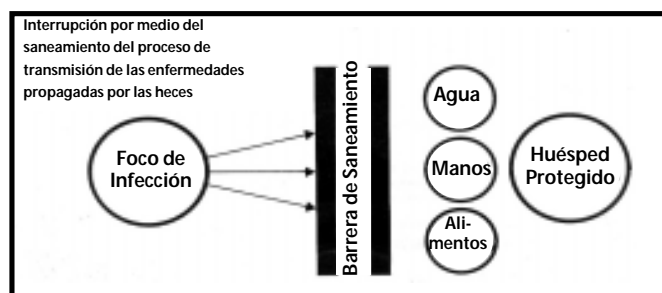 Interrupción por medio del
saneamiento del proceso de
transmisión de las enfermedades
propagadas por las heces
Foco de
Infección
Barrera de Saneamiento
Agua
Manos
Ali-
mentos
Huésped
Protegido